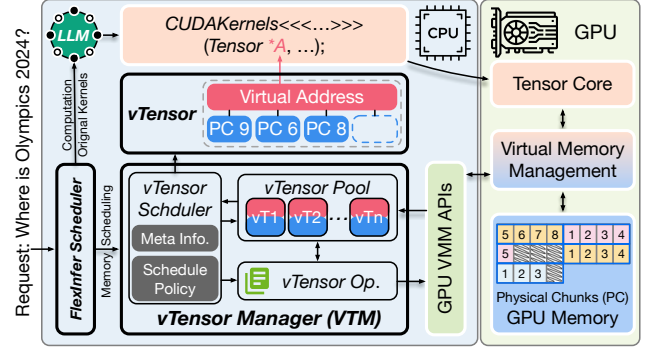 Request: Where is Olympics 2024?
LLM
CUDAKernels<<<...>>>
(Tensor *A, ...);
CPU
GPU
Computation
Orignal Kernels
vTensor
Virtual Address
PC 9 PC 6 PC 8
Tensor Core
Virtual Memory
Management
FlexInfer Scheduler
Memory Scheduling
vTensor
Schduler
Meta Info.
Schedule
Policy
vTensor Pool
vT1 vT2 ... vTn
vTensor Op.
vTensor Manager (VTM)
GPU VMM APIs
5 6 7 8 1 2 3 4
5 1 2 3 4
1 2 3
Physical Chunks (PC)
GPU Memory